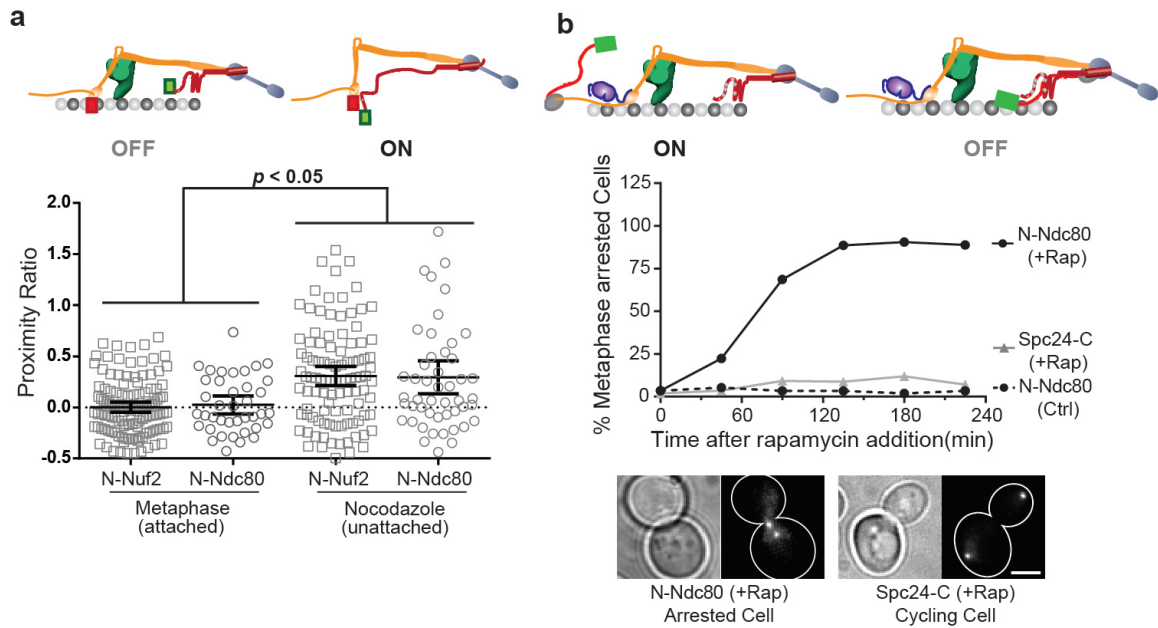 a
OFF
ON
p < 0.05
Proximity Ratio
2.0
1.5
1.0
0.5
0.0
-0.5
N-Nuf2
N-Ndc80
N-Nuf2
N-Ndc80
Metaphase
(attached)
Nocodazole
(unattached)
b
ON
OFF
% Metaphase arrested Cells
125
100
75
50
25
0
0
60
120
180
240
Time after rapamycin addition(min)
N-Ndc80
(+Rap)
Spc24-C
(+Rap)
N-Ndc80
(Ctrl)
N-Ndc80 (+Rap)
Arrested Cell
Spc24-C (+Rap)
Cycling Cell